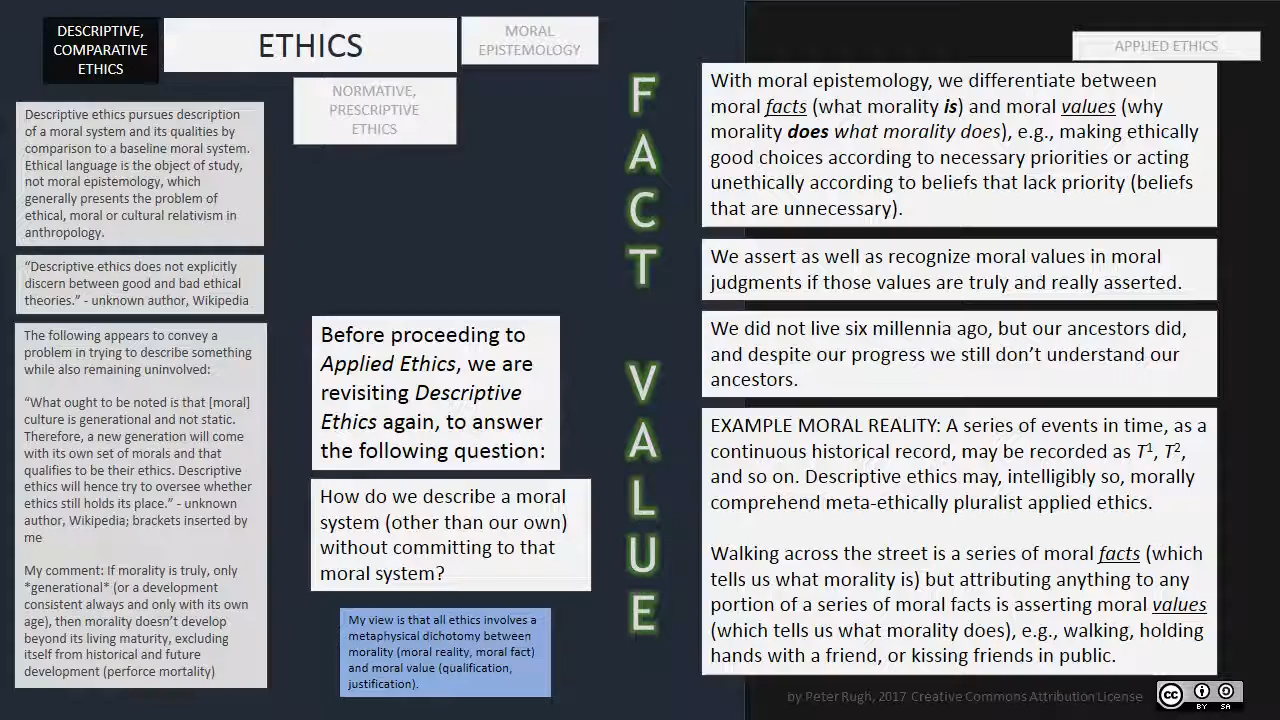 DESCRIPTIVE,
COMPARATIVE
ETHICS
ETHICS
MORAL
EPISTEMOLOGY
NORMATIVE,
PRESCRIPTIVE
ETHICS
APPLIED ETHICS
Descriptive ethics pursues description
of a moral system and its qualities by
comparison to a baseline moral system.
Ethical language is the object of study,
not moral epistemology, which
generally presents the problem of
ethical, moral or cultural relativism in
anthropology.
“Descriptive ethics does not explicitly
discern between good and bad ethical
theories.” - unknown author, Wikipedia
The following appears to convey a
problem in trying to describe something
while also remaining uninvolved:
“What ought to be noted is that [moral]
culture is generational and not static.
Therefore, a new generation will come
with its own set of morals and that
qualifies to be their ethics. Descriptive
ethics will hence try to oversee whether
ethics still holds its place.” - unknown
author, Wikipedia; brackets inserted by
me
My comment: If morality is truly, only
*generational* (or a development
consistent always and only with its own
age), then morality doesn’t develop
beyond its living maturity, excluding
itself from historical and future
development (perforce mortality)
Before proceeding to
Applied Ethics, we are
revisiting Descriptive
Ethics again, to answer
the following question:
How do we describe a moral
system (other than our own)
without committing to that
moral system?
My view is that all ethics involves a
metaphysical dichotomy between
morality (moral reality, moral fact)
and moral value (qualification,
justification).
F
A
C
T
V
A
L
U
E
With moral epistemology, we differentiate between
moral facts (what morality is) and moral values (why
morality does what morality does), e.g., making ethically
good choices according to necessary priorities or acting
unethically according to beliefs that lack priority (beliefs
that are unnecessary).
We assert as well as recognize moral values in moral
judgments if those values are truly and really asserted.
We did not live six millennia ago, but our ancestors did,
and despite our progress we still don’t understand our
ancestors.
EXAMPLE MORAL REALITY: A series of events in time, as a
continuous historical record, may be recorded as T¹, T²,
and so on. Descriptive ethics may, intelligibly so, morally
comprehend meta-ethically pluralist applied ethics.
Walking across the street is a series of moral facts (which
tells us what morality is) but attributing anything to any
portion of a series of moral facts is asserting moral values
(which tells us what morality does), e.g., walking, holding
hands with a friend, or kissing friends in public.
by Peter Rugh, 2017 Creative Commons Attribution License
cc
BY SA